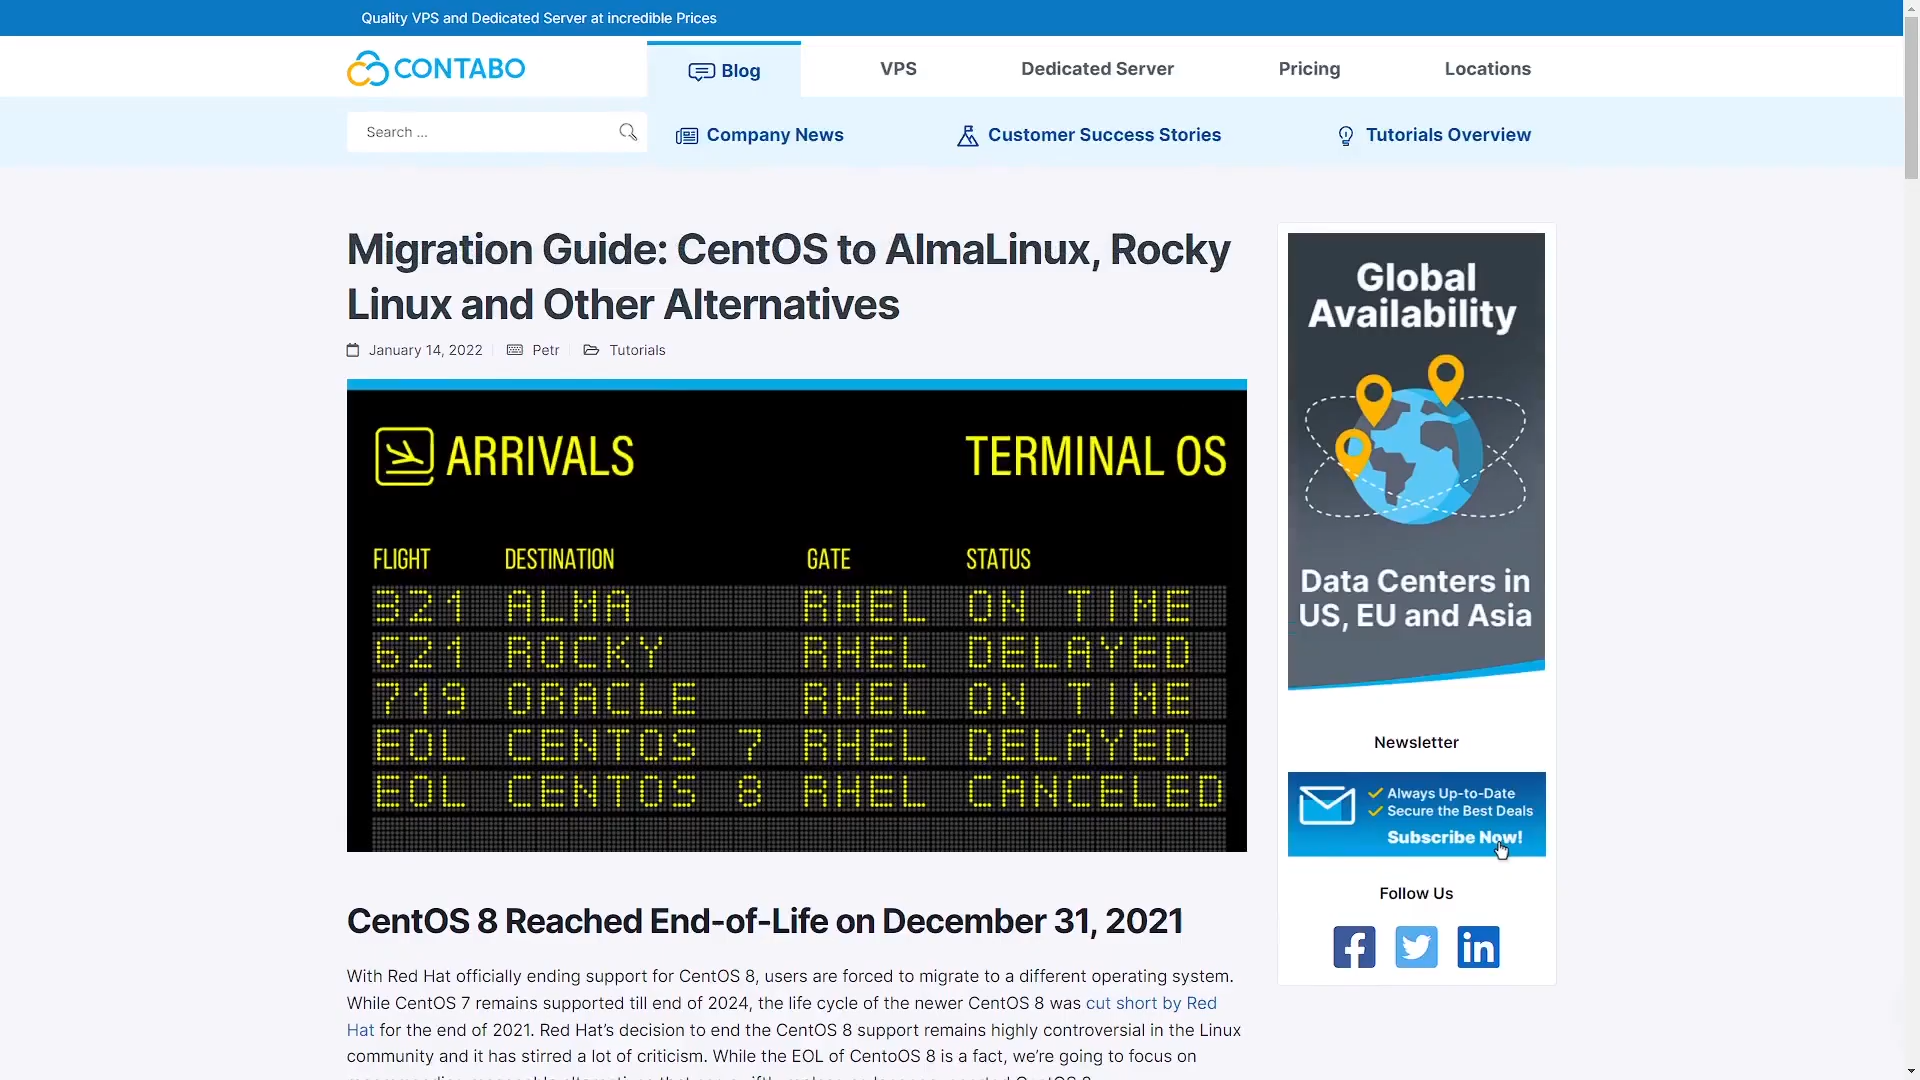 Quality VPS and Dedicated Server at incredible Prices
CONTABO
Blog
VPS
Dedicated Server
Pricing
Locations
Search ...
Company News
Customer Success Stories
Tutorials Overview
Migration Guide: CentOS to AlmaLinux, Rocky
Linux and Other Alternatives
January 14, 2022
Petr
Tutorials
ARRIVALS
TERMINAL OS
FLIGHT DESTINATION GATE STATUS
321 ALMA RHEL ON TIME
621 ROCKY RHEL DELAYED
719 ORACLE RHEL ON TIME
EOL CENTOS 7 RHEL DELAYED
EOL CENTOS 8 RHEL CANCELED
CentOS 8 Reached End-of-Life on December 31, 2021
With Red Hat officially ending support for CentOS 8, users are forced to migrate to a different operating system.
While CentOS 7 remains supported till end of 2024, the life cycle of the newer CentOS 8 was cut short by Red
Hat for the end of 2021. Red Hat's decision to end the CentOS 8 support remains highly controversial in the Linux
community and it has stirred a lot of criticism. While the EOL of CentoOS 8 is a fact, we're going to focus on
Global
Availability
Data Centers in
US, EU and Asia
Newsletter
Always Up-to-Date
Secure the Best Deals
Subscribe Now!
Follow Us